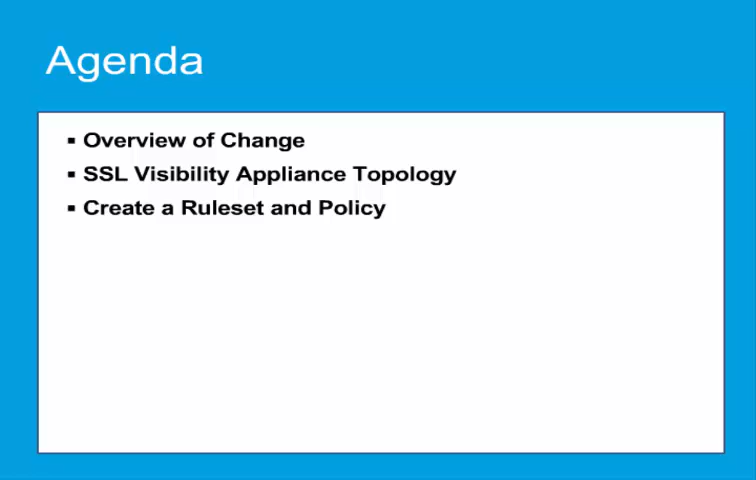 Agenda
▪ Overview of Change
▪ SSL Visibility Appliance Topology
▪ Create a Ruleset and Policy